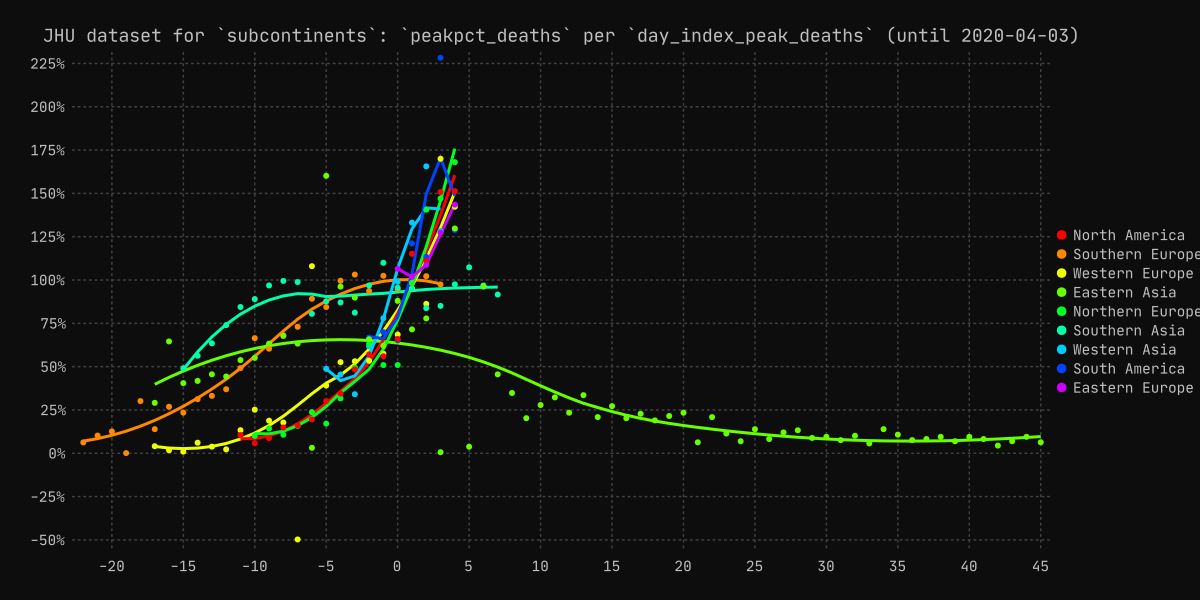 JHU dataset for `subcontinents`: `peakpct_deaths` per `day_index_peak_deaths` (until 2020-04-03)
225%
200%
175%
150%
125%
100%
75%
50%
25%
0%
-25%
-50%
-20 -15 -10 -5 0 5 10 15 20 25 30 35 40 45
North America
Southern Europe
Western Europe
Eastern Asia
Northern Europe
Southern Asia
Western Asia
South America
Eastern Europe